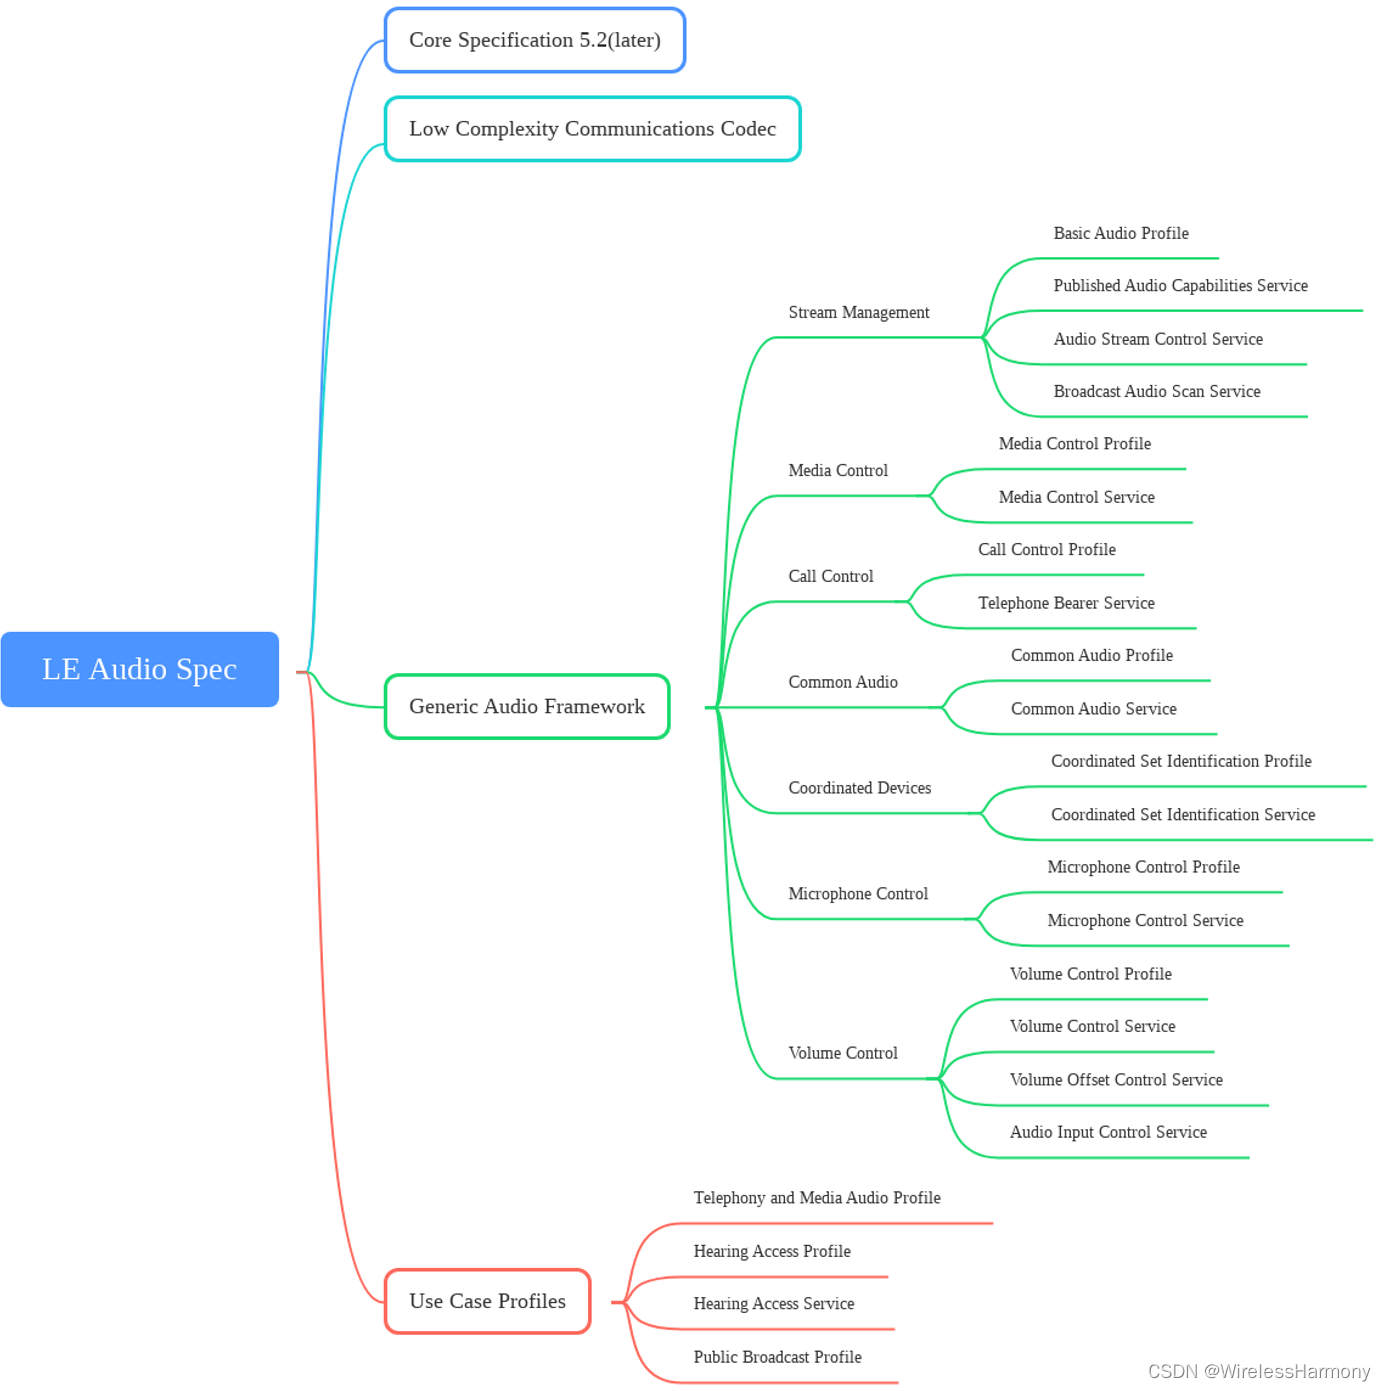 Core Specification 5.2(later)
Low Complexity Communications Codec
LE Audio Spec
Generic Audio Framework
Stream Management
Basic Audio Profile
Published Audio Capabilities Service
Audio Stream Control Service
Broadcast Audio Scan Service
Media Control
Media Control Profile
Media Control Service
Call Control
Call Control Profile
Telephone Bearer Service
Common Audio
Common Audio Profile
Common Audio Service
Coordinated Devices
Coordinated Set Identification Profile
Coordinated Set Identification Service
Microphone Control
Microphone Control Profile
Microphone Control Service
Volume Control
Volume Control Profile
Volume Control Service
Volume Offset Control Service
Audio Input Control Service
Use Case Profiles
Telephony and Media Audio Profile
Hearing Access Profile
Hearing Access Service
Public Broadcast Profile
CSDN @WirelessHarmony